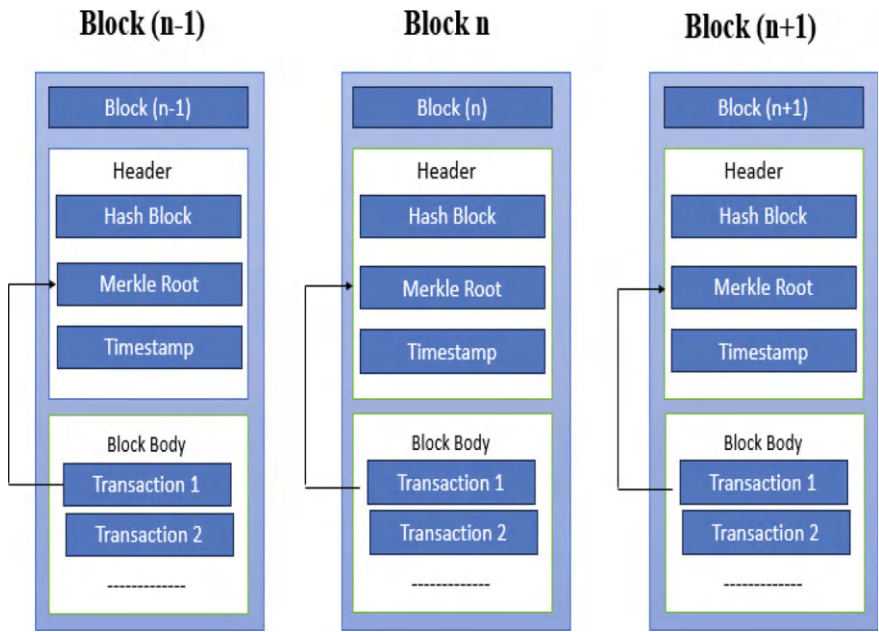 Block (n-1)
Block (n-1)
Header
Hash Block
Merkle Root
Timestamp
Block Body
Transaction 1
Transaction 2
-------------
Block n
Block (n)
Header
Hash Block
Merkle Root
Timestamp
Block Body
Transaction 1
Transaction 2
-------------
Block (n+1)
Block (n+1)
Header
Hash Block
Merkle Root
Timestamp
Block Body
Transaction 1
Transaction 2
-------------